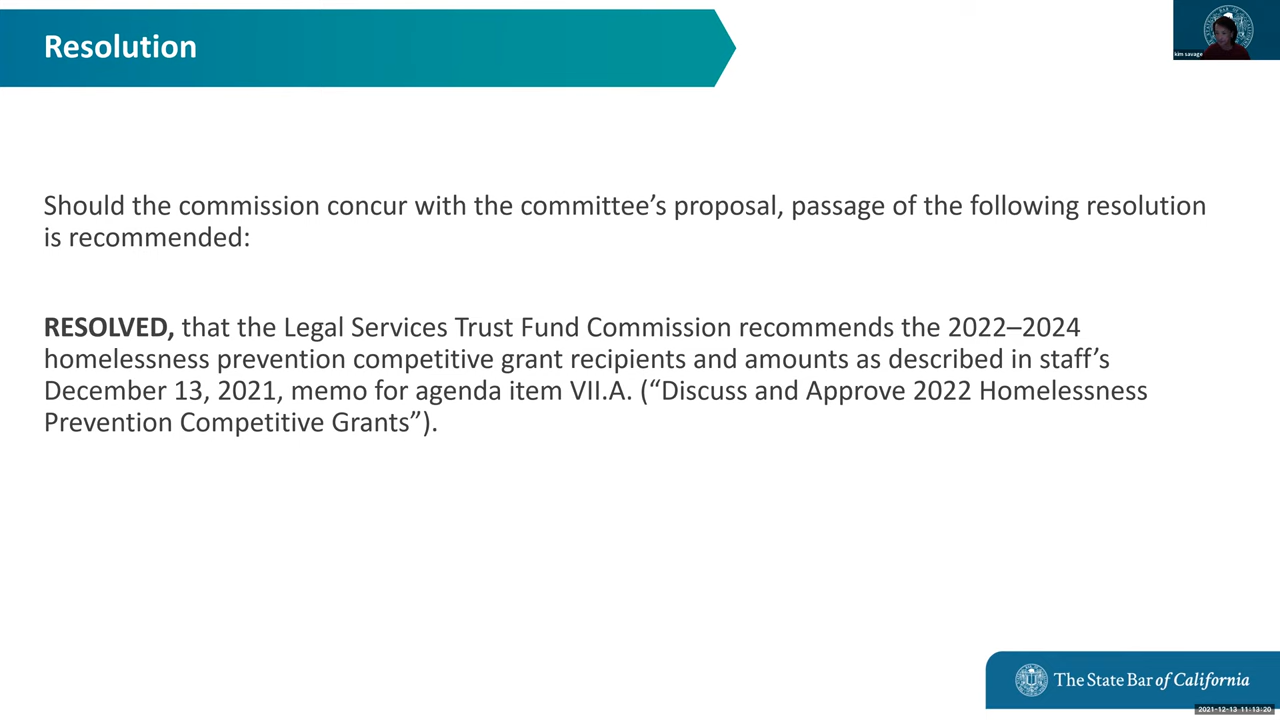 Resolution
kim savage
Should the commission concur with the committee’s proposal, passage of the following resolution
is recommended:
RESOLVED, that the Legal Services Trust Fund Commission recommends the 2022–2024
homelessness prevention competitive grant recipients and amounts as described in staff’s
December 13, 2021, memo for agenda item VII.A. (“Discuss and Approve 2022 Homelessness
Prevention Competitive Grants”).
The State Bar of California
2021-12-13 11:13:20